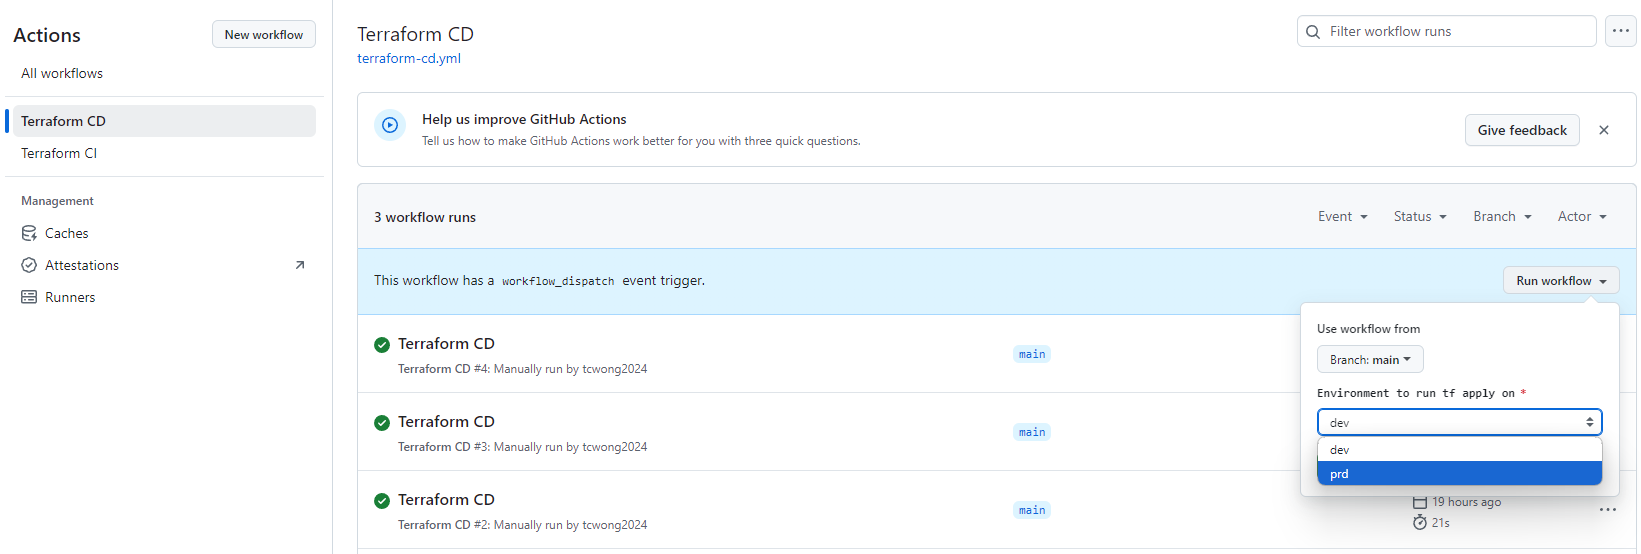 Actions
New workflow
All workflows
Terraform CD
Terraform CI
Management
Caches
Attestations
Runners
Terraform CD
terraform-cd.yml
Filter workflow runs
Help us improve GitHub Actions
Tell us how to make GitHub Actions work better for you with three quick questions.
Give feedback
3 workflow runs
Event
Status
Branch
Actor
This workflow has a workflow_dispatch event trigger.
Run workflow
Use workflow from
Branch: main
Environment to run tf apply on *
dev
dev
prd
Terraform CD
Terraform CD #4: Manually run by tcwong2024
main
Terraform CD
Terraform CD #3: Manually run by tcwong2024
main
Terraform CD
Terraform CD #2: Manually run by tcwong2024
main
19 hours ago
21s